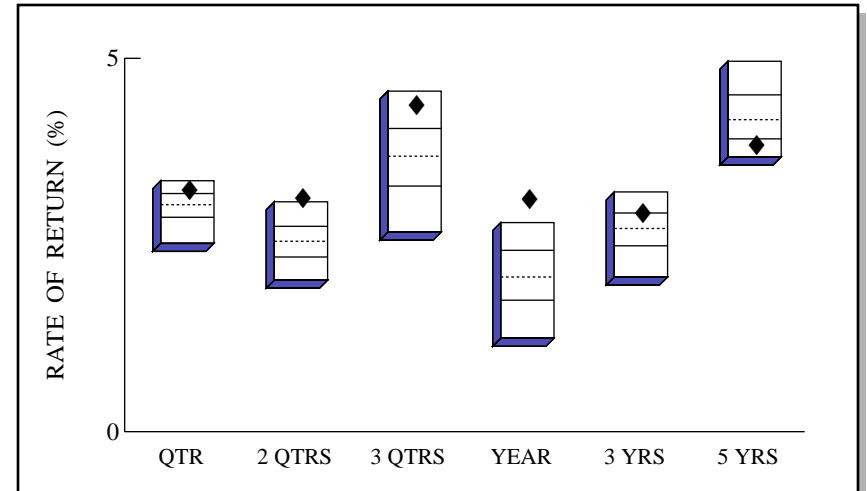 5
RATE OF RETURN (%)
0
QTR 2 QTRS 3 QTRS YEAR 3 YRS 5 YRS